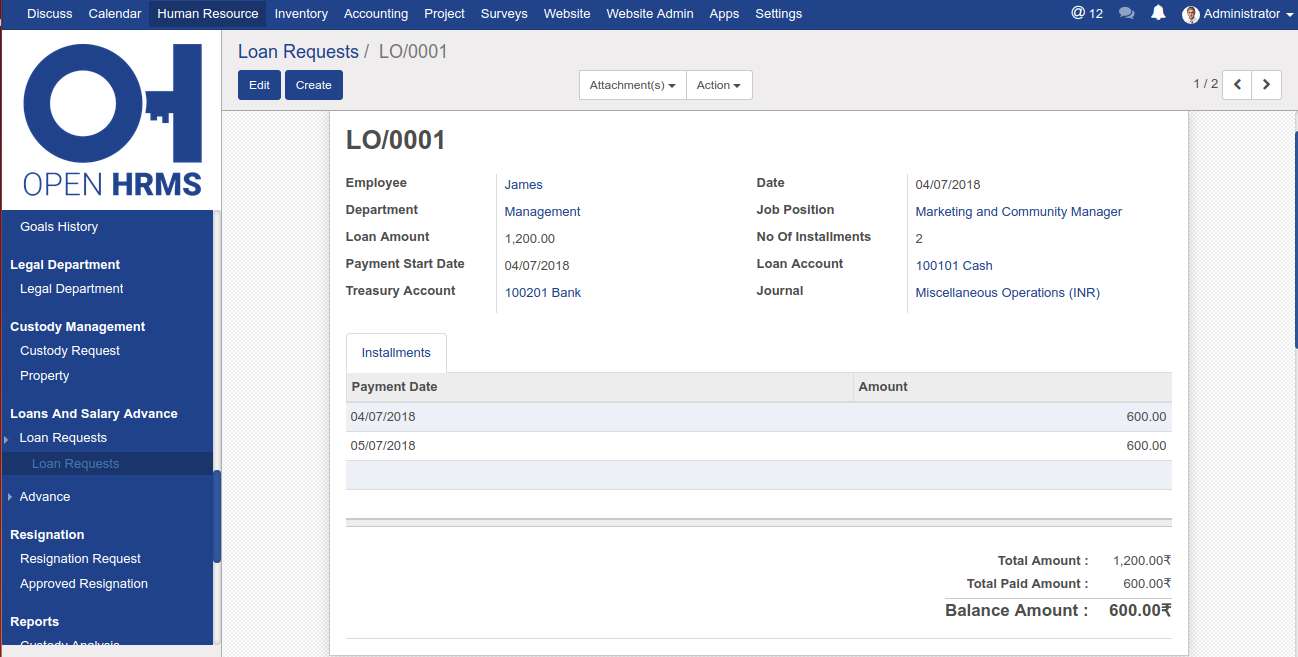 Discuss Calendar Human Resource Inventory Accounting Project Surveys Website Website Admin Apps Settings @ 12 Administrator
OPEN HRMS
Goals History
Legal Department
Legal Department
Custody Management
Custody Request
Property
Loans And Salary Advance
Loan Requests
Loan Requests
Advance
Resignation
Resignation Request
Approved Resignation
Reports
Custody Analysis
Loan Requests / LO/0001
Edit Create Attachment(s) Action 1 / 2
LO/0001
Employee James Date 04/07/2018
Department Management Job Position Marketing and Community Manager
Loan Amount 1,200.00 No Of Installments 2
Payment Start Date 04/07/2018 Loan Account 100101 Cash
Treasury Account 100201 Bank Journal Miscellaneous Operations (INR)
Installments
Payment Date Amount
04/07/2018 600.00
05/07/2018 600.00
Total Amount : 1,200.00₹
Total Paid Amount : 600.00₹
Balance Amount : 600.00₹